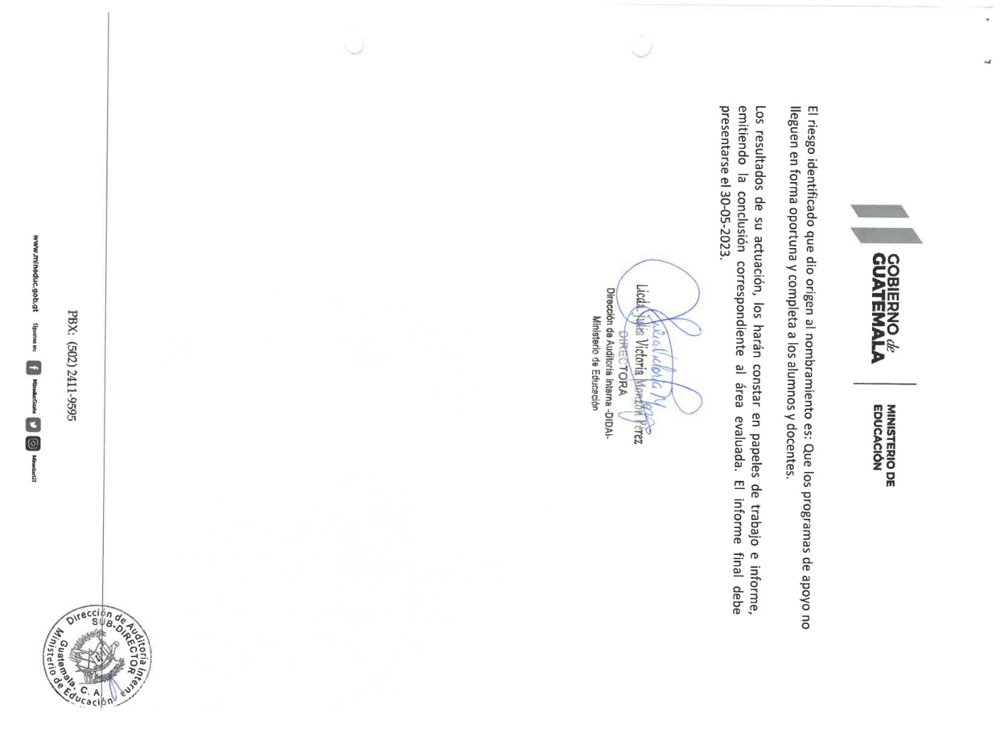 GOBIERNO de
GUATEMALA
MINISTERIO DE
EDUCACIÓN
El riesgo identificado que dio origen al nombramiento es: Que los programas de apoyo no
lleguen en forma oportuna y completa a los alumnos y docentes.
Los resultados de su actuación, los harán constar en papeles de trabajo e informe,
emitiendo la conclusión correspondiente al área evaluada. El informe final debe
presentarse el 30-05-2023.
Licda. Julia Victoria Monzón Pérez
DIRECTORA
Dirección de Auditoría Interna -DIDAI-
Ministerio de Educación
Dirección de Auditoría Interna
SUB-DIRECTOR
Guatemala, C. A.
Ministerio de Educación
PBX: (502) 2411-9595
www.mineduc.gob.gt Síguenos en: MineducGuate MineducGT